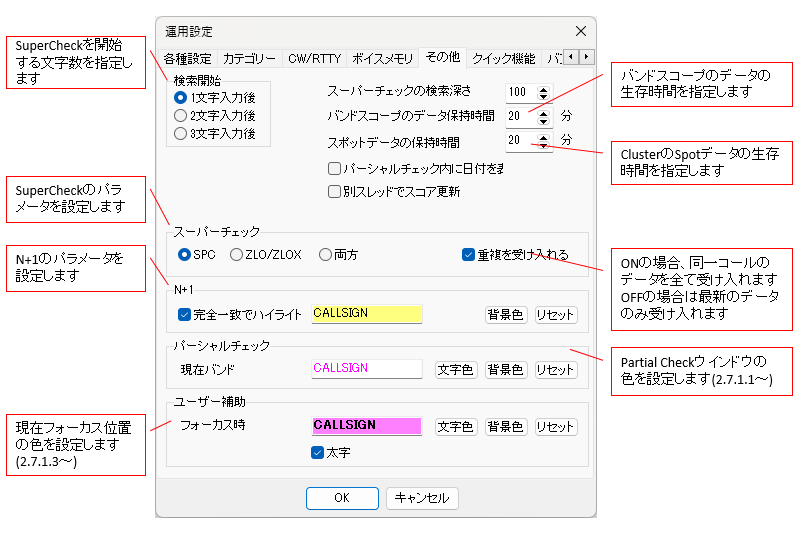 運用設定
各種設定 カテゴリー CW/RTTY ボイスメモリ その他 クイック機能
SuperCheckを開始
する文字数を指定し
ます
検索開始
1文字入力後
2文字入力後
3文字入力後
スーパーチェックの検索深さ 100
バンドスコープのデータ保持時間 20 分
スポットデータの保持時間 20 分
パーシャルチェック内に日付を表
別スレッドでスコア更新
バンドスコープのデータの
生存時間を指定します
ClusterのSpotデータの生存
時間を指定します
SuperCheckのパラ
メータを設定します
スーパーチェック
SPC ZLO/ZLOX 両方 重複を受け入れる
N+1のパラメータを
設定します
ONの場合、同一コールの
データを全て受け入れます
OFFの場合は最新のデータ
のみ受け入れます
N+1
完全一致でハイライト CALLSIGN 背景色 リセット
パーシャルチェック
現在バンド CALLSIGN 文字色 背景色 リセット
Partial Checkウインドウの
色を設定します(2.7.1.1～)
ユーザー補助
フォーカス時 CALLSIGN 文字色 背景色 リセット
太字
現在フォーカス位置
の色を設定します
(2.7.1.3～)
OK キャンセル